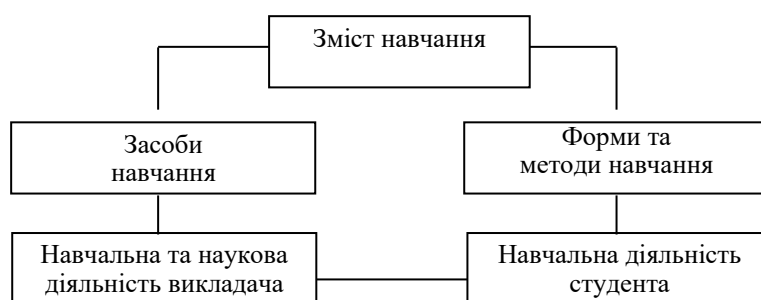 Зміст навчання
Засоби
навчання
Форми та
методи навчання
Навчальна та наукова
діяльність викладача
Навчальна діяльність
студента